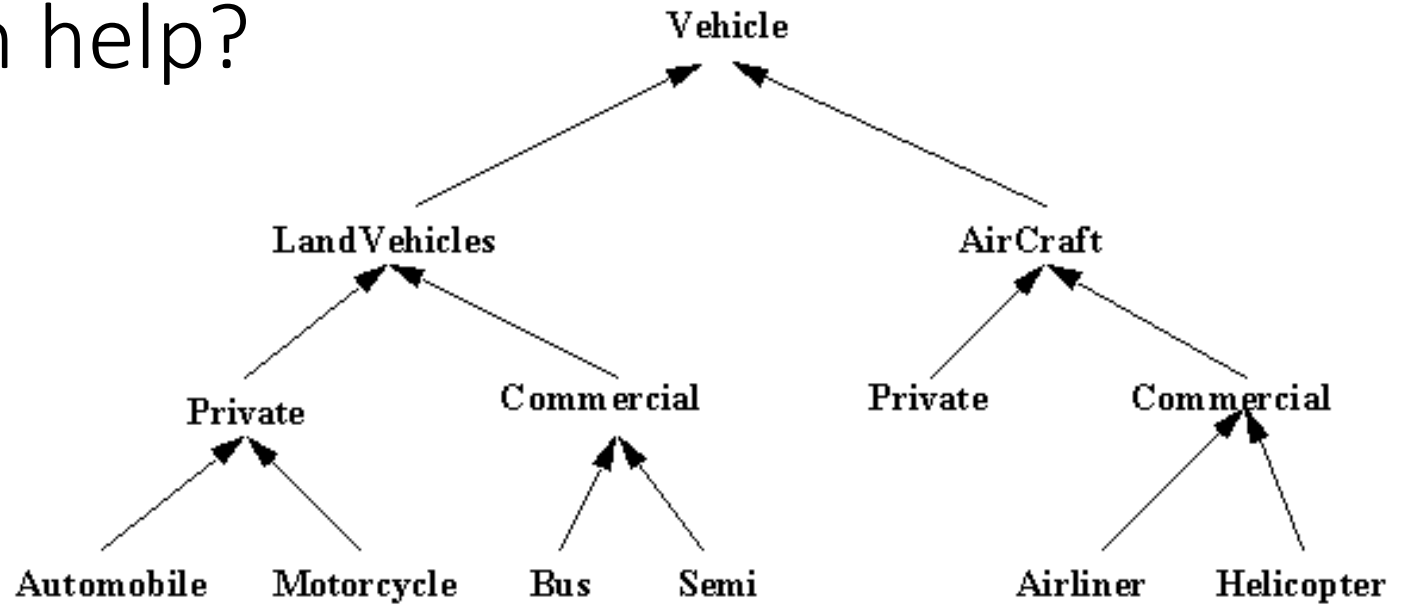 help?
Vehicle
LandVehicles AirCraft
Private Commercial Private Commercial
Automobile Motorcycle Bus Semi Airliner Helicopter